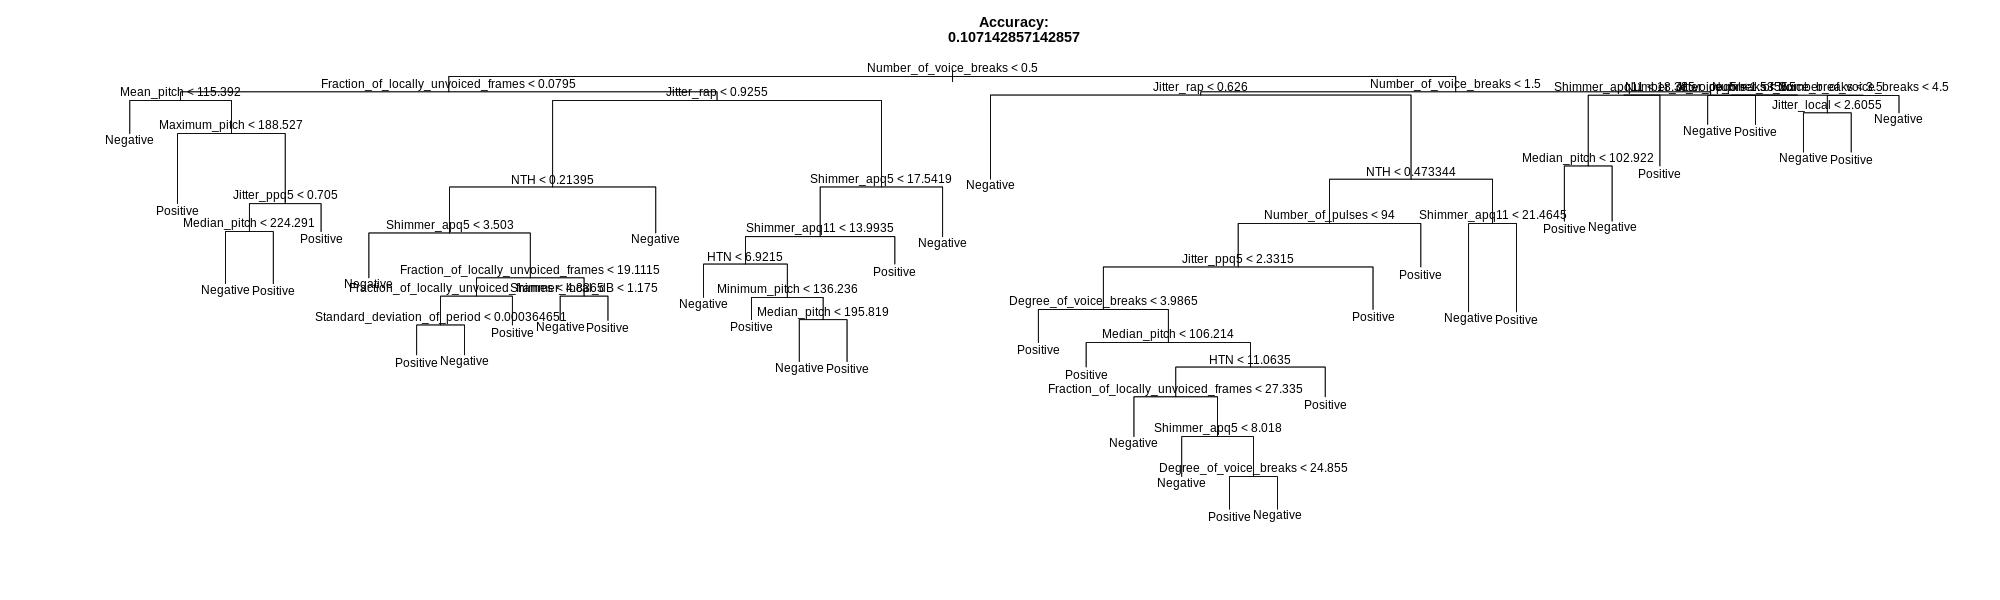 Accuracy:
0.107142857142857
Number_of_voice_breaks < 0.5
Fraction_of_locally_unvoiced_frames < 0.0795
Number_of_voice_breaks < 1.5
Mean_pitch < 115.392
Jitter_rap < 0.9255
Jitter_rap < 0.626
Number_of_voice_breaks < 4.5
Jitter_local < 2.6055
Negative
Maximum_pitch < 188.527
Negative
Positive
Negative
Negative
Positive
Median_pitch < 102.922
Positive
NTH < 0.21395
Shimmer_apq5 < 17.5419
Negative
NTH < 0.473344
Jitter_ppq5 < 0.705
Positive
Median_pitch < 224.291
Positive
Shimmer_apq5 < 3.503
Negative
Shimmer_apq11 < 13.9935
Negative
Number_of_pulses < 94
Shimmer_apq11 < 21.4645
Positive
Negative
HTN < 6.9215
Positive
Jitter_ppq5 < 2.3315
Positive
Fraction_of_locally_unvoiced_frames < 19.1115
Negative
Positive
Negative
Fraction_of_locally_unvoiced_frames < 4.8865
Shimmer_local_dB < 1.175
Negative
Minimum_pitch < 136.236
Degree_of_voice_breaks < 3.9865
Positive
Negative
Positive
Standard_deviation_of_period < 0.000364651
Positive
Negative
Positive
Positive
Median_pitch < 195.819
Positive
Median_pitch < 106.214
Positive
Negative
Negative
Positive
Positive
HTN < 11.0635
Fraction_of_locally_unvoiced_frames < 27.335
Positive
Negative
Shimmer_apq5 < 8.018
Negative
Degree_of_voice_breaks < 24.855
Positive
Negative